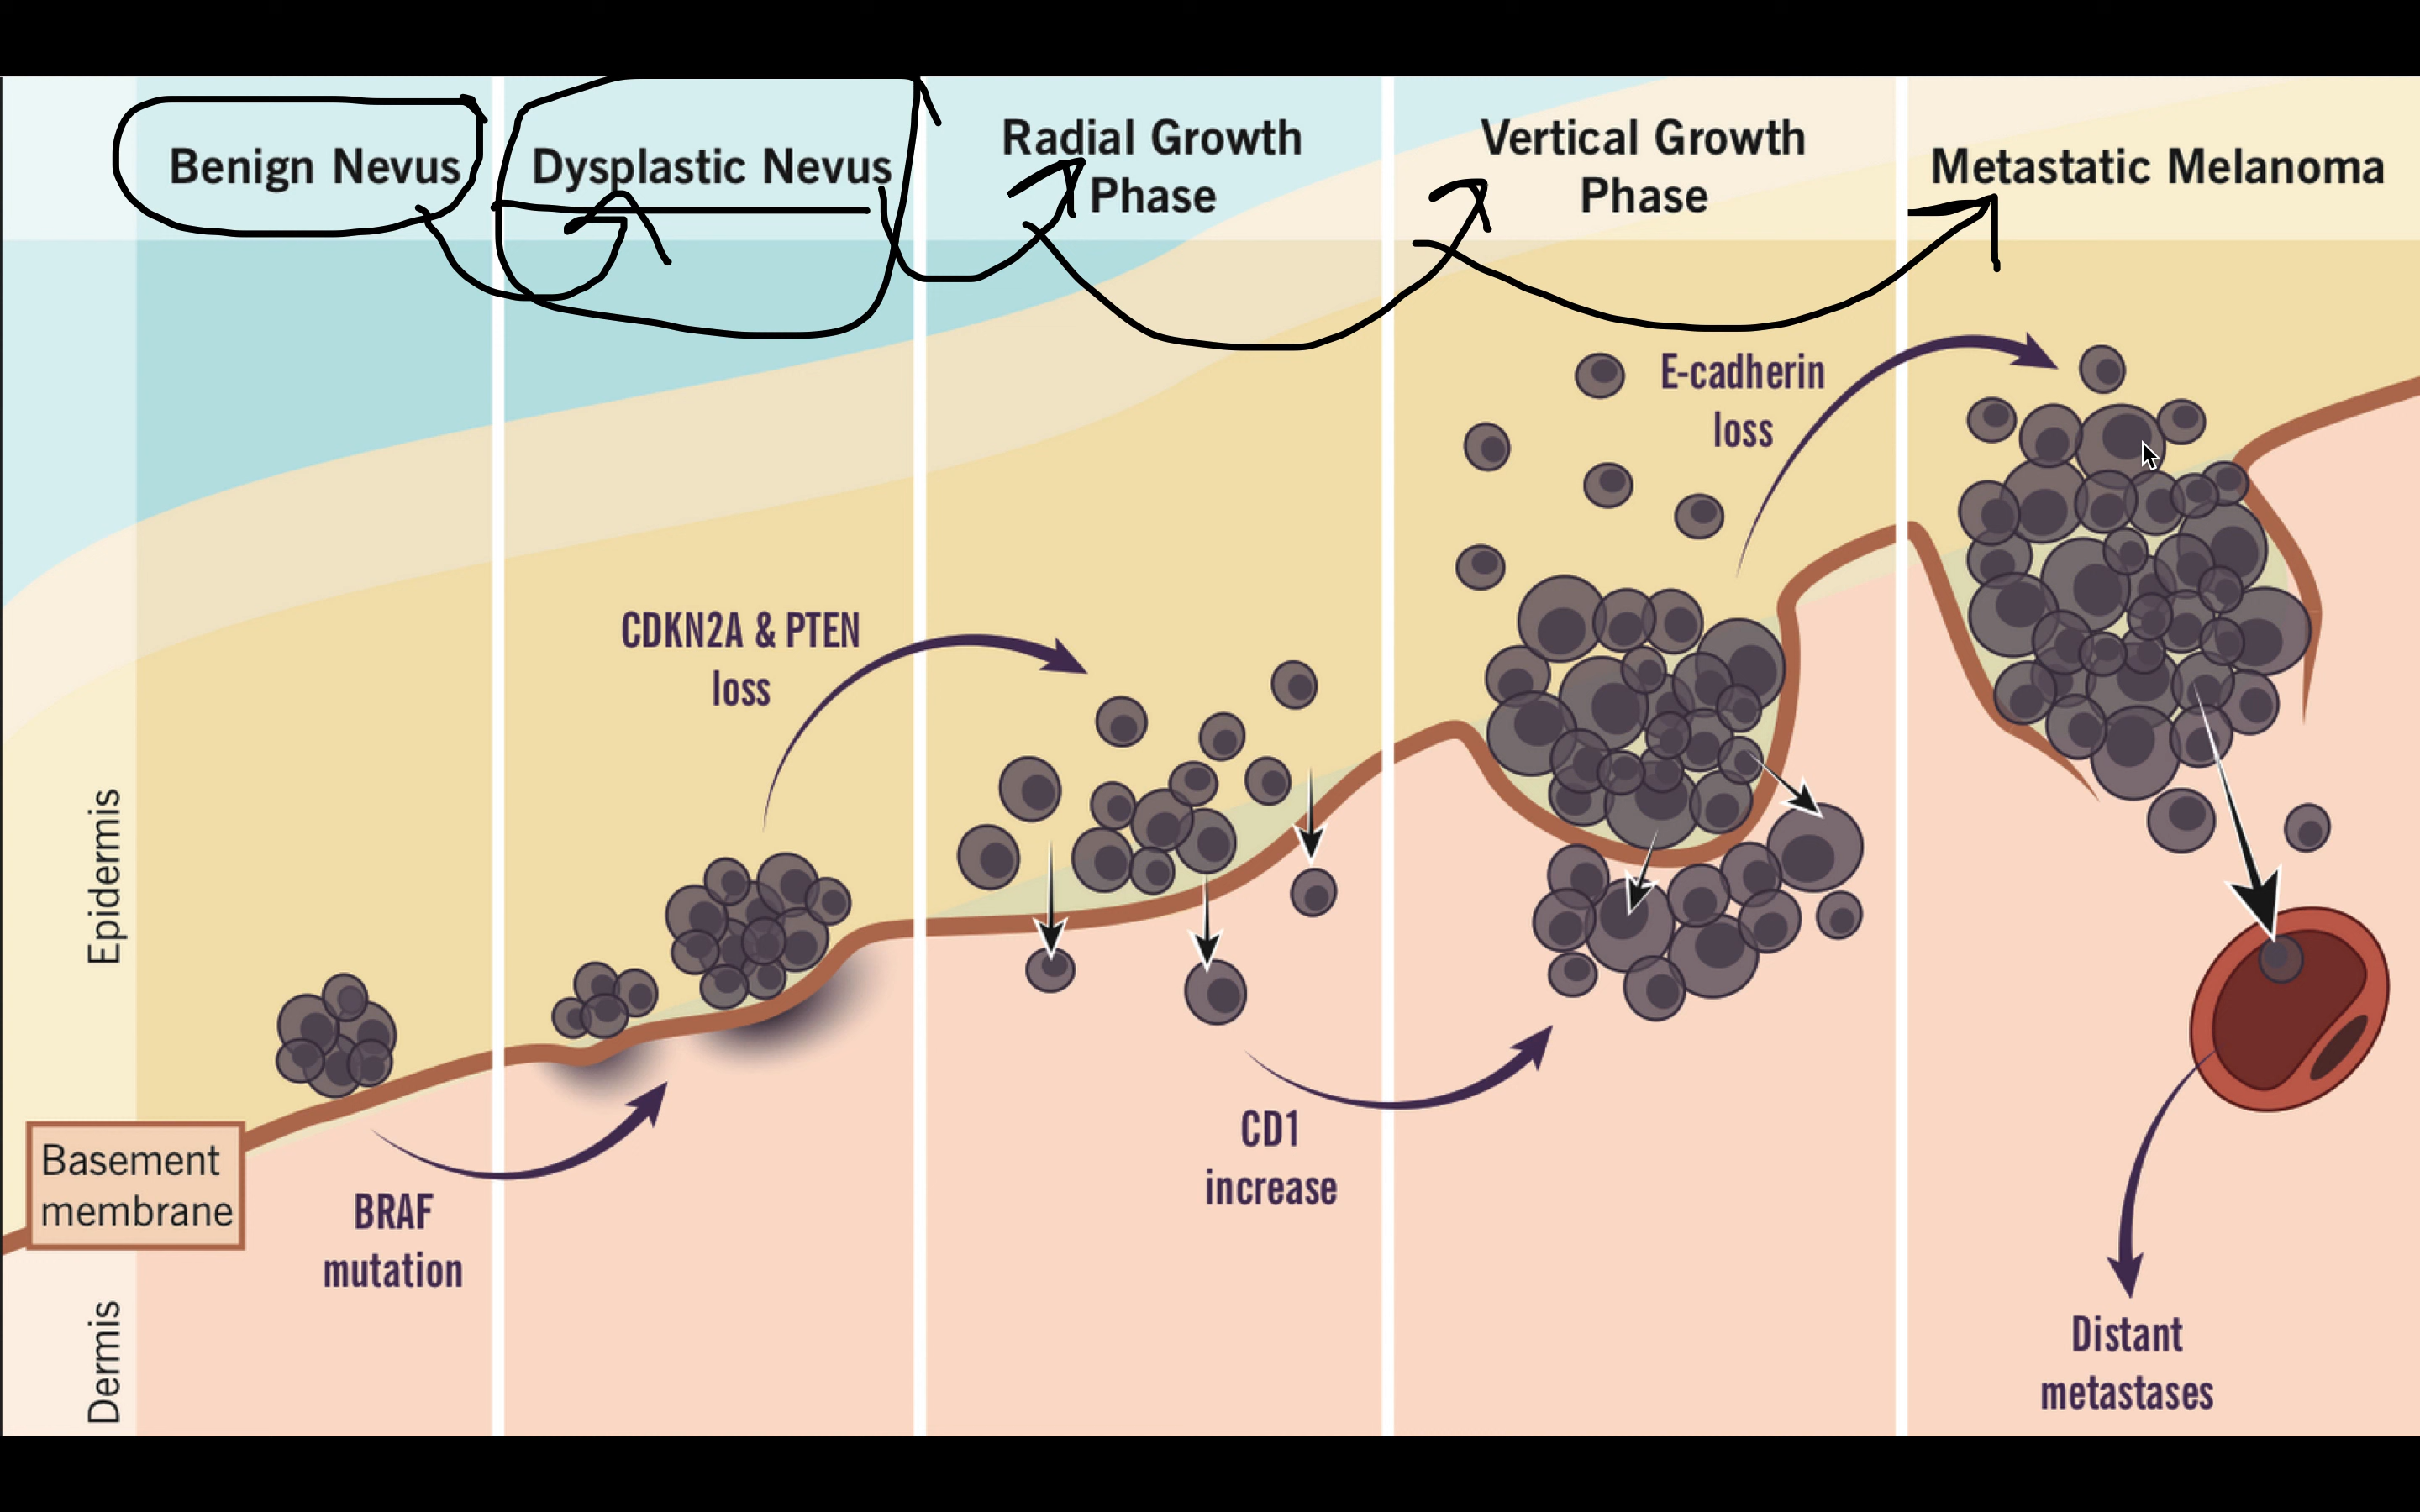 Benign Nevus
Dysplastic Nevus
Radial Growth
Phase
Vertical Growth
Phase
Metastatic Melanoma
E-cadherin
loss
CDKN2A & PTEN
loss
Epidermis
Basement
membrane
BRAF
mutation
CD1
increase
Dermis
Distant
metastases